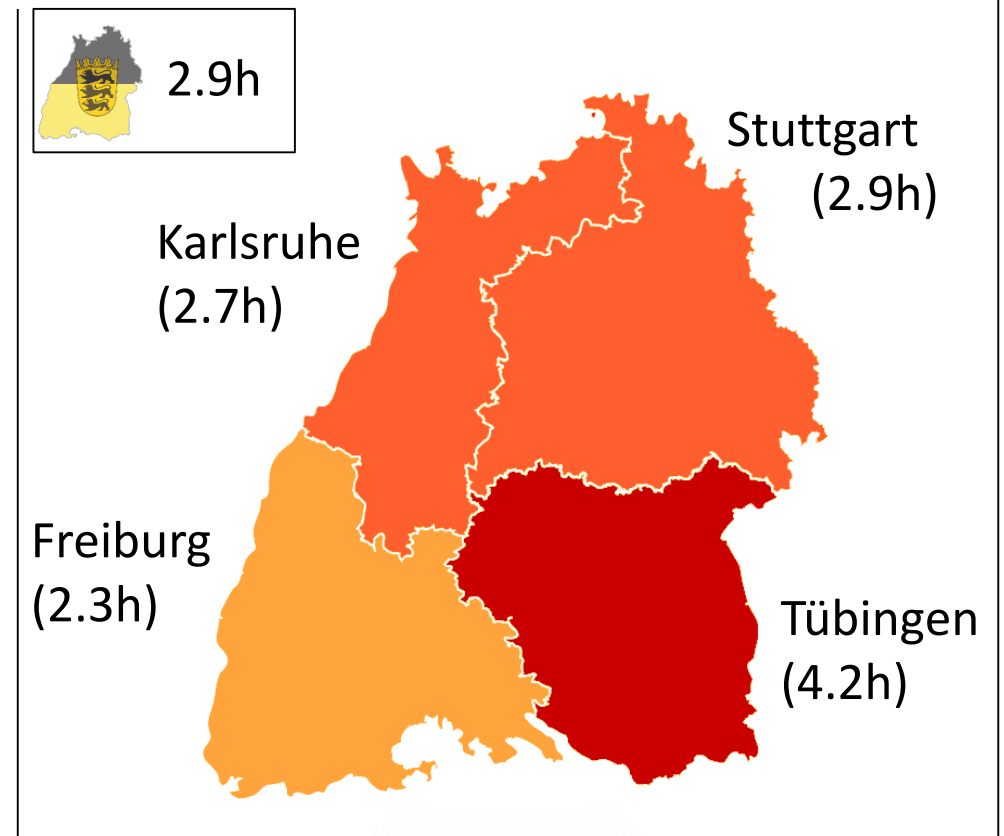 2.9h
Stuttgart
(2.9h)
Karlsruhe
(2.7h)
Freiburg
(2.3h)
Tübingen
(4.2h)